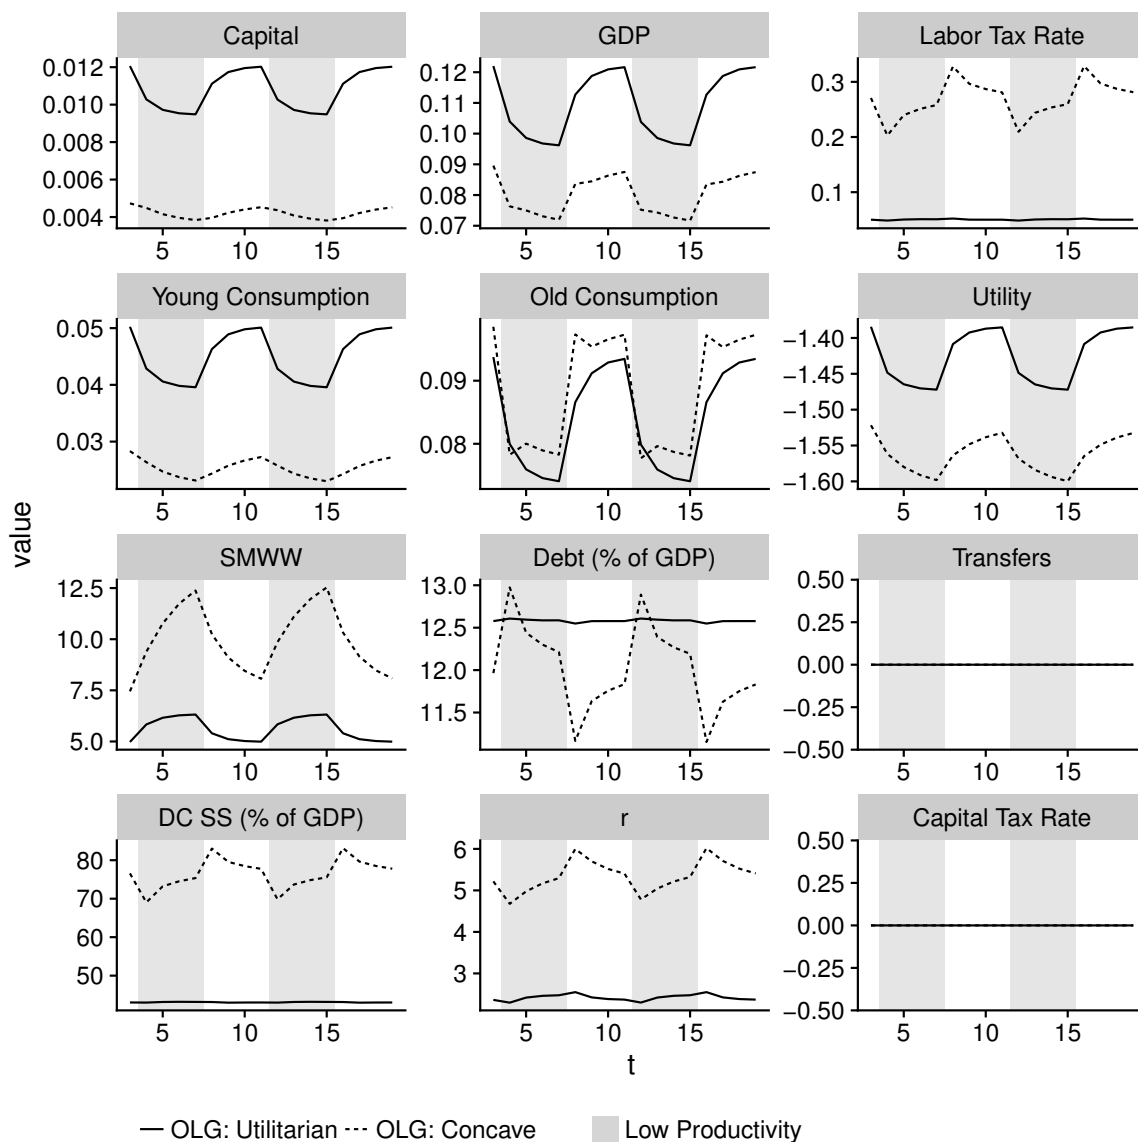 Capital
GDP
Labor Tax Rate
0.012
0.010
0.008
0.006
0.004
0.12
0.11
0.10
0.09
0.08
0.07
0.3
0.2
0.1
5 10 15
5 10 15
5 10 15
Young Consumption
Old Consumption
Utility
0.05
0.04
0.03
0.09
0.08
−1.40
−1.45
−1.50
−1.55
−1.60
5 10 15
5 10 15
5 10 15
value
SMWW
Debt (% of GDP)
Transfers
12.5
10.0
7.5
5.0
13.0
12.5
12.0
11.5
0.50
0.25
0.00
−0.25
−0.50
5 10 15
5 10 15
5 10 15
DC SS (% of GDP)
r
Capital Tax Rate
80
70
60
50
6
5
4
3
0.50
0.25
0.00
−0.25
−0.50
5 10 15
5 10 15
5 10 15
t
OLG: Utilitarian OLG: Concave Low Productivity